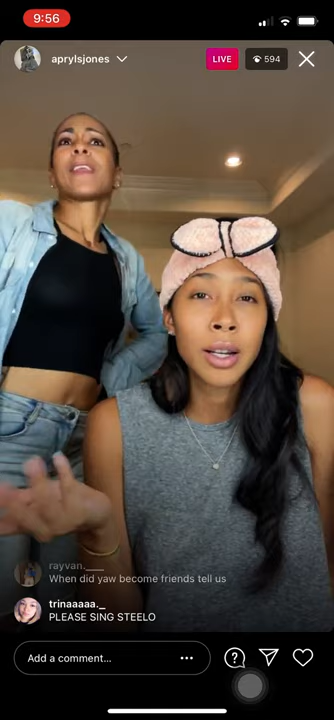 9:56
aprylsjones
LIVE
594
rayvan.____
When did yaw become friends tell us
trinaaaaa._
PLEASE SING STEELO
Add a comment...